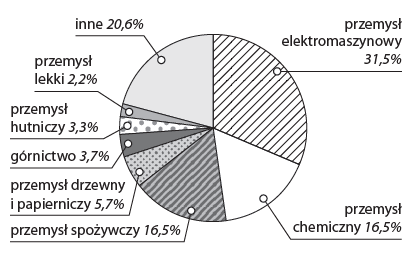 inne 20,6%
przemysł
elektromaszynowy
31,5%
przemysł
lekki 2,2%
przemysł
hutniczy 3,3%
górnictwo 3,7%
przemysł drzewny
i papierniczy 5,7%
przemysł spożywczy 16,5%
przemysł
chemiczny 16,5%